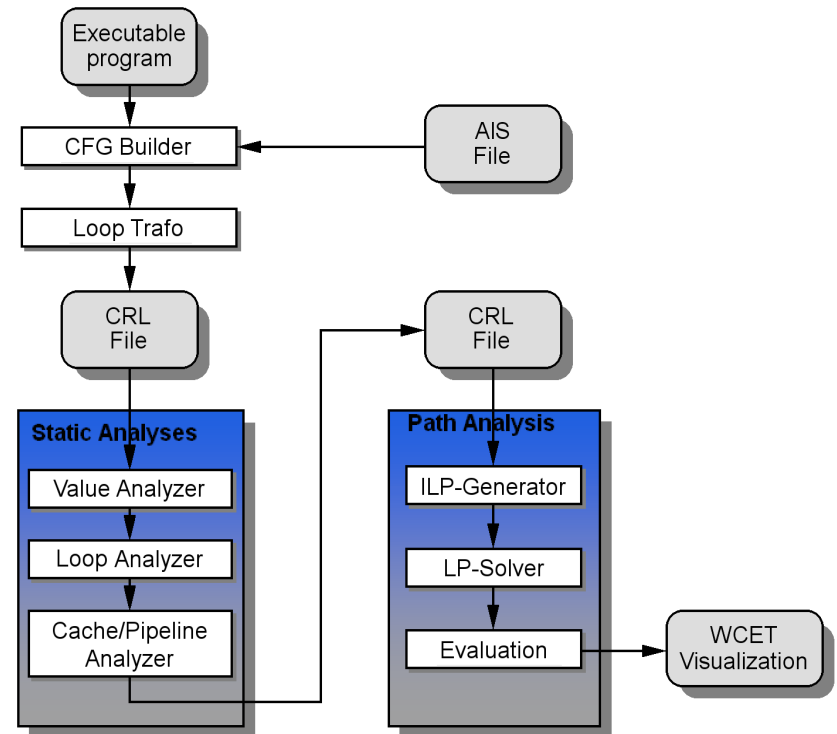 Executable
program
CFG Builder
AIS
File
Loop Trafo
CRL
File
CRL
File
Static Analyses
Value Analyzer
Loop Analyzer
Cache/Pipeline
Analyzer
Path Analysis
ILP-Generator
LP-Solver
Evaluation
WCET
Visualization